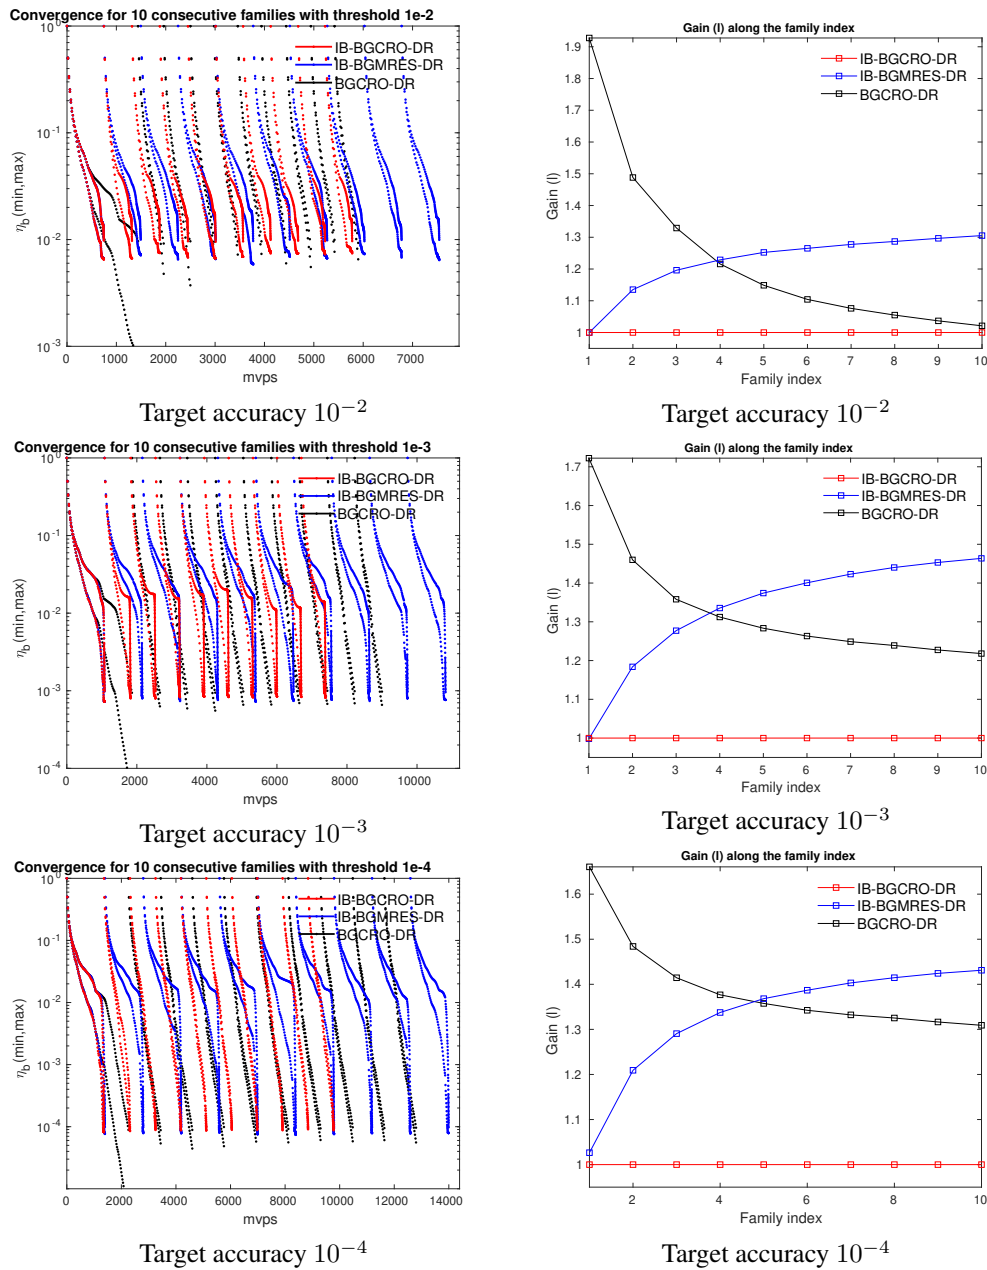 Convergence for 10 consecutive families with threshold 1e-2
10^0
10^-1
10^-2
10^-3
η_b(min,max)
IB-BGCRO-DR
IB-BGMRES-DR
BGCRO-DR
0 1000 2000 3000 4000 5000 6000 7000
mvps
Target accuracy 10^−2
Gain (l) along the family index
1.9
1.8
1.7
1.6
1.5
1.4
1.3
1.2
1.1
1
Gain (l)
IB-BGCRO-DR
IB-BGMRES-DR
BGCRO-DR
1 2 3 4 5 6 7 8 9 10
Family index
Target accuracy 10^−2
Convergence for 10 consecutive families with threshold 1e-3
10^0
10^-1
10^-2
10^-3
10^-4
η_b(min,max)
IB-BGCRO-DR
IB-BGMRES-DR
BGCRO-DR
0 2000 4000 6000 8000 10000
mvps
Target accuracy 10^−3
Gain (l) along the family index
1.7
1.6
1.5
1.4
1.3
1.2
1.1
1
Gain (l)
IB-BGCRO-DR
IB-BGMRES-DR
BGCRO-DR
1 2 3 4 5 6 7 8 9 10
Family index
Target accuracy 10^−3
Convergence for 10 consecutive families with threshold 1e-4
10^0
10^-1
10^-2
10^-3
10^-4
η_b(min,max)
IB-BGCRO-DR
IB-BGMRES-DR
BGCRO-DR
0 2000 4000 6000 8000 10000 12000 14000
mvps
Target accuracy 10^−4
Gain (l) along the family index
1.6
1.5
1.4
1.3
1.2
1.1
1
Gain (l)
IB-BGCRO-DR
IB-BGMRES-DR
BGCRO-DR
2 3 4 5 6 7 8 9 10
Family index
Target accuracy 10^−4